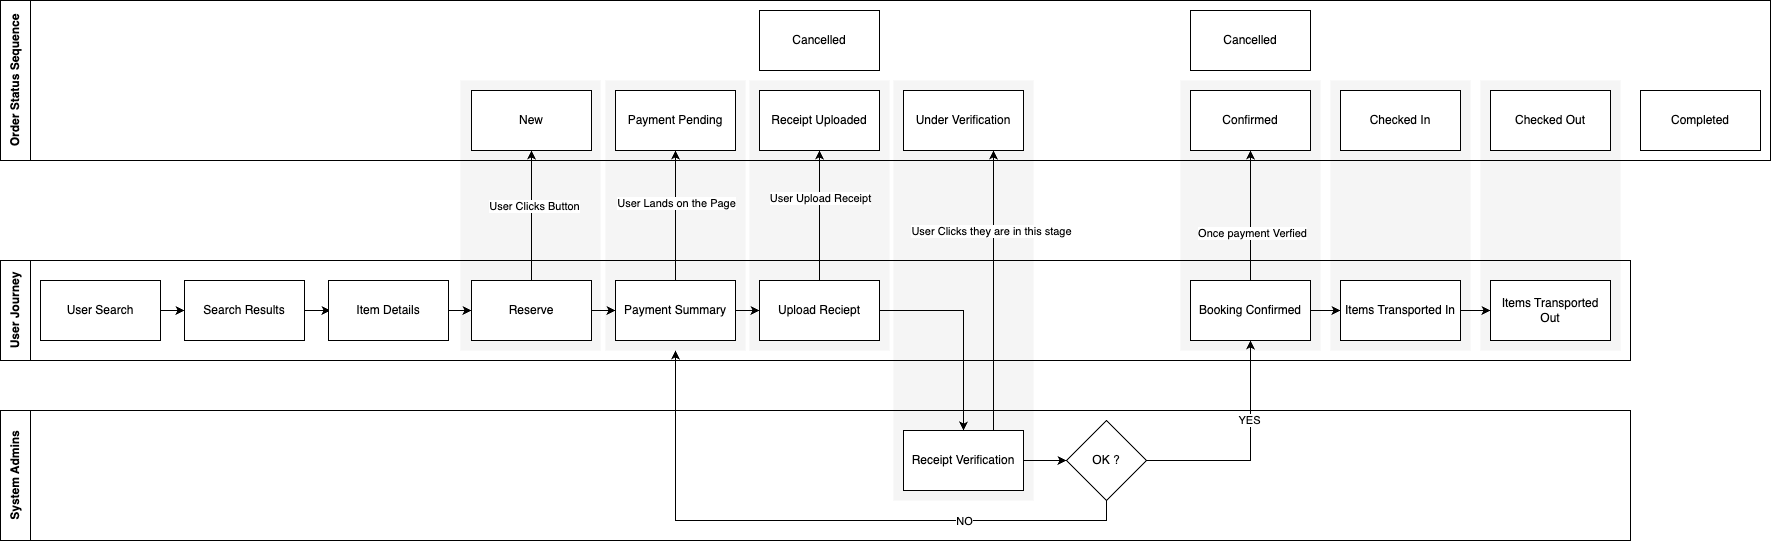 Order Status Sequence
Cancelled
Cancelled
New
Payment Pending
Receipt Uploaded
Under Verification
Confirmed
Checked In
Checked Out
Completed
User Clicks Button
User Lands on the Page
User Upload Receipt
User Clicks they are in this stage
Once payment Verfied
User Journey
User Search
Search Results
Item Details
Reserve
Payment Summary
Upload Reciept
Booking Confirmed
Items Transported In
Items Transported
Out
System Admins
Receipt Verification
OK ?
YES
NO